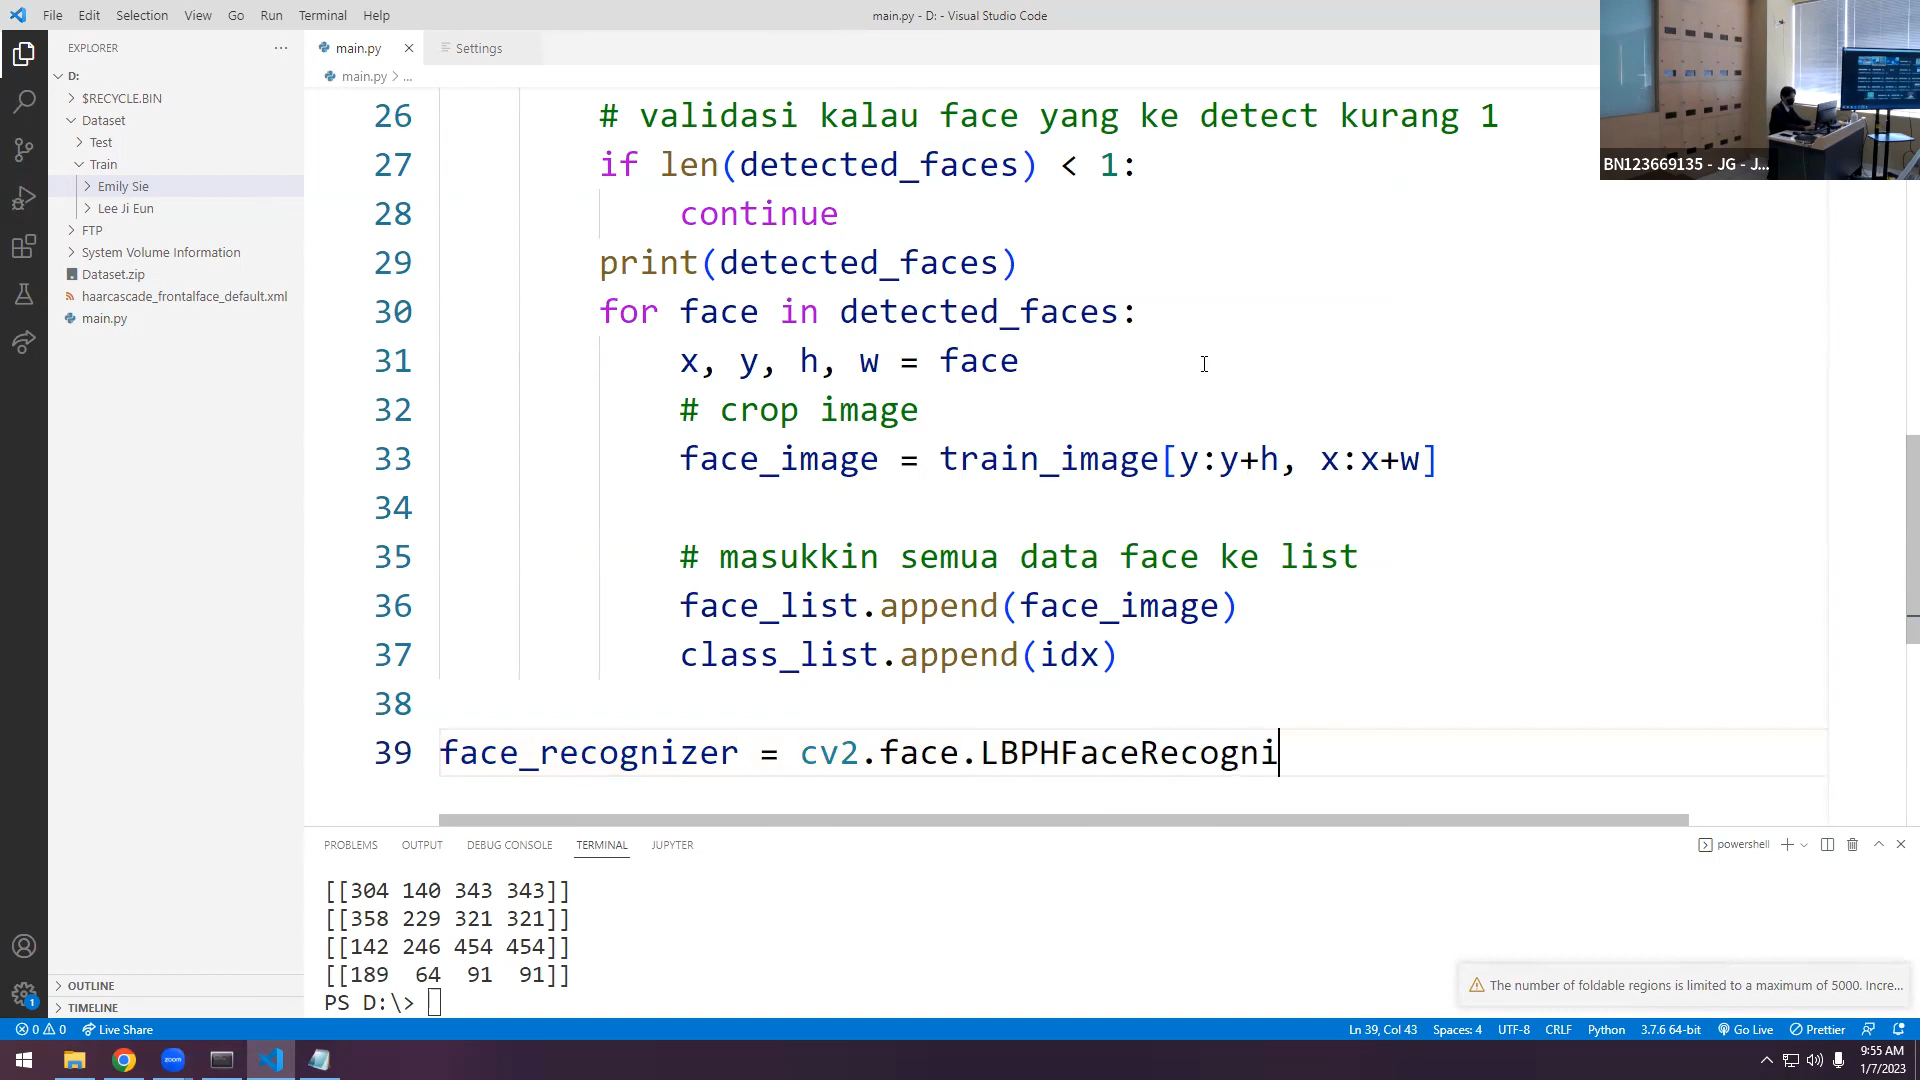 File Edit Selection View Go Run Terminal Help
main.py - D: - Visual Studio Code
EXPLORER
D:
$RECYCLE.BIN
Dataset
Test
Train
Emily Sie
Lee Ji Eun
FTP
System Volume Information
Dataset.zip
haarcascade_frontalface_default.xml
main.py
OUTLINE
TIMELINE
main.py
Settings
main.py > ...
26 # validasi kalau face yang ke detect kurang 1
27 if len(detected_faces) < 1:
28 continue
29 print(detected_faces)
30 for face in detected_faces:
31 x, y, h, w = face
32 # crop image
33 face_image = train_image[y:y+h, x:x+w]
34
35 # masukkin semua data face ke list
36 face_list.append(face_image)
37 class_list.append(idx)
38
39 face_recognizer = cv2.face.LBPHFaceRecogni
BN123669135 - JG - J...
PROBLEMS OUTPUT DEBUG CONSOLE TERMINAL JUPYTER
powershell
[[304 140 343 343]]
[[358 229 321 321]]
[[142 246 454 454]]
[[189 64 91 91]]
PS D:\>
The number of foldable regions is limited to a maximum of 5000. Incre...
1
0 0 Live Share
Ln 39, Col 43 Spaces: 4 UTF-8 CRLF Python 3.7.6 64-bit Go Live Prettier
zoom
9:55 AM
1/7/2023